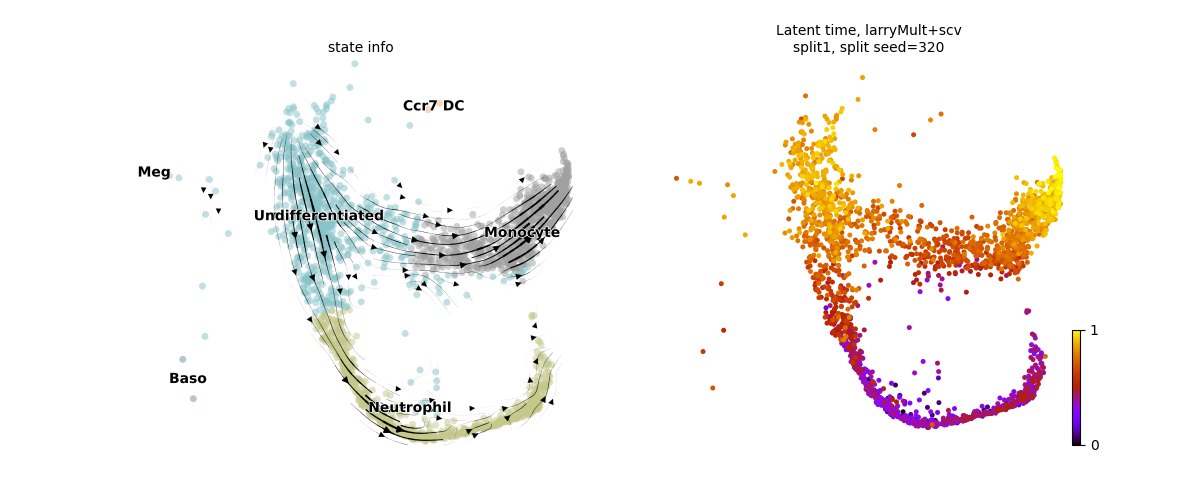 state info
Ccr7 DC
Meg
Undifferentiated
Monocyte
Baso
Neutrophil
Latent time, larryMult+scv
split1, split seed=320
1
0